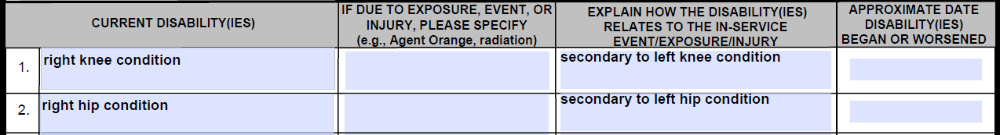 CURRENT DISABILITY(IES)
IF DUE TO EXPOSURE, EVENT, OR
INJURY, PLEASE SPECIFY
(e.g., Agent Orange, radiation)
EXPLAIN HOW THE DISABILITY(IES)
RELATES TO THE IN-SERVICE
EVENT/EXPOSURE/INJURY
APPROXIMATE DATE
DISABILITY(IES)
BEGAN OR WORSENED
1.
right knee condition
secondary to left knee condition
2.
right hip condition
secondary to left hip condition